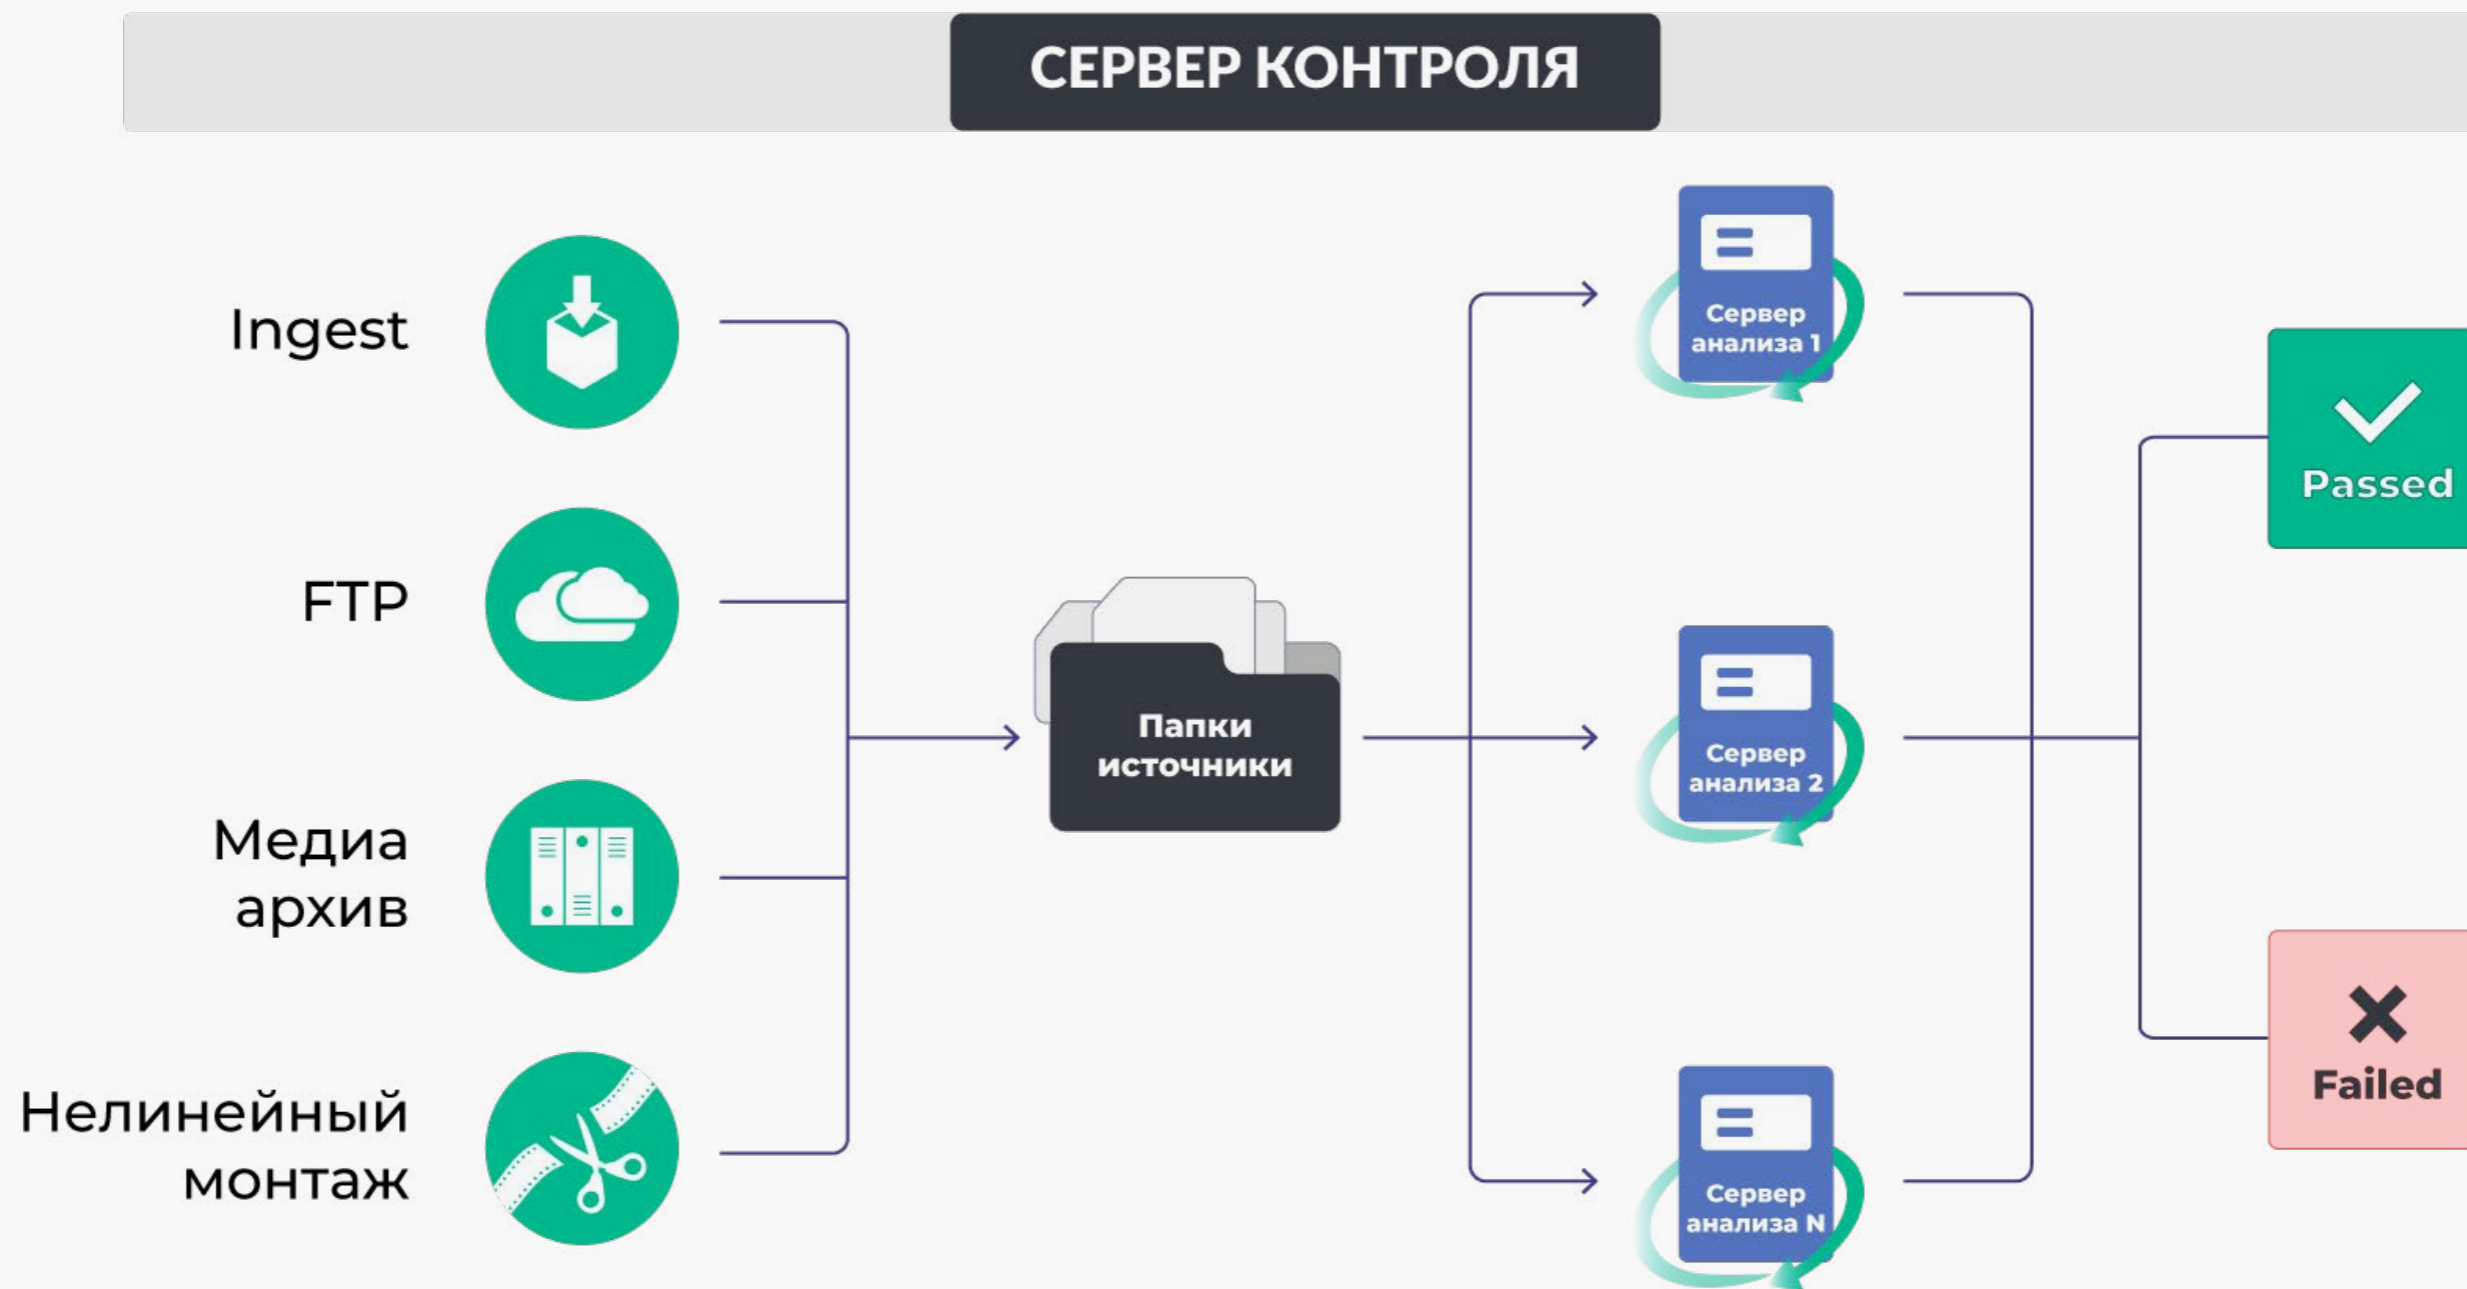 СЕРВЕР КОНТРОЛЯ
Ingest
FTP
Медиа
архив
Нелинейный
монтаж
Папки
источники
Сервер
анализа 1
Сервер
анализа 2
Сервер
анализа N
Passed
Failed